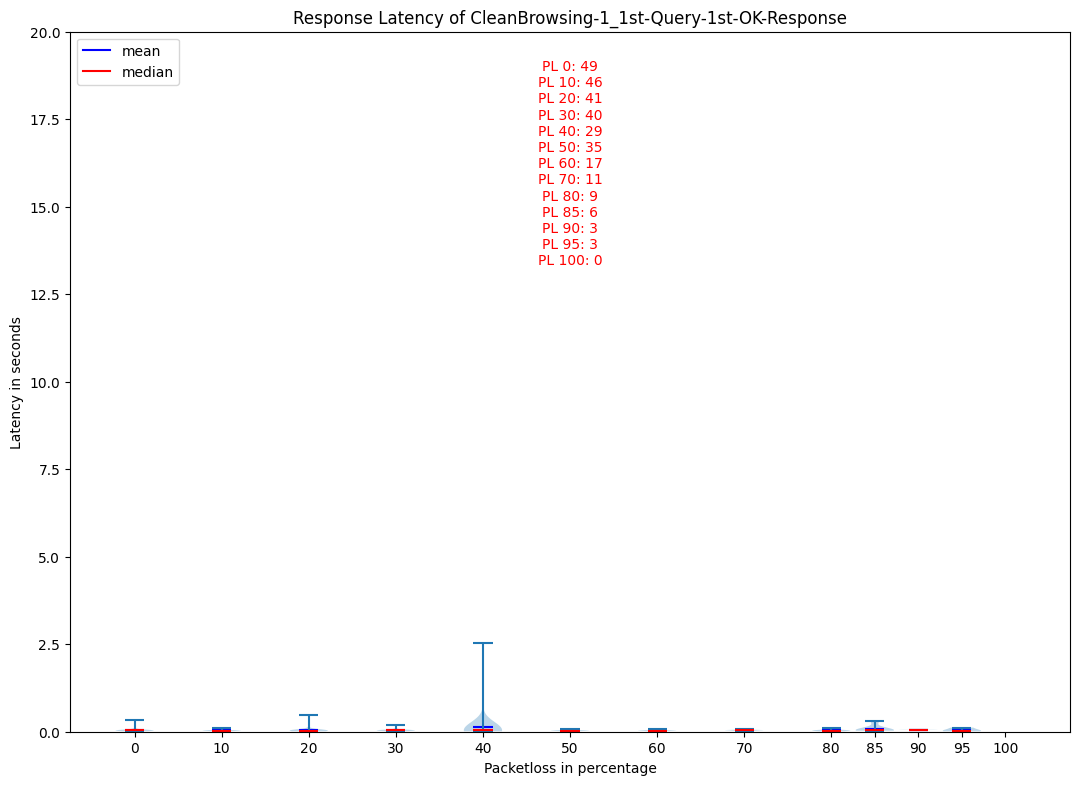 Response Latency of CleanBrowsing-1_1st-Query-1st-OK-Response
mean
median
PL 0: 49
PL 10: 46
PL 20: 41
PL 30: 40
PL 40: 29
PL 50: 35
PL 60: 17
PL 70: 11
PL 80: 9
PL 85: 6
PL 90: 3
PL 95: 3
PL 100: 0
Latency in seconds
20.0
17.5
15.0
12.5
10.0
7.5
5.0
2.5
0.0
0 10 20 30 40 50 60 70 80 85 90 95 100
Packetloss in percentage